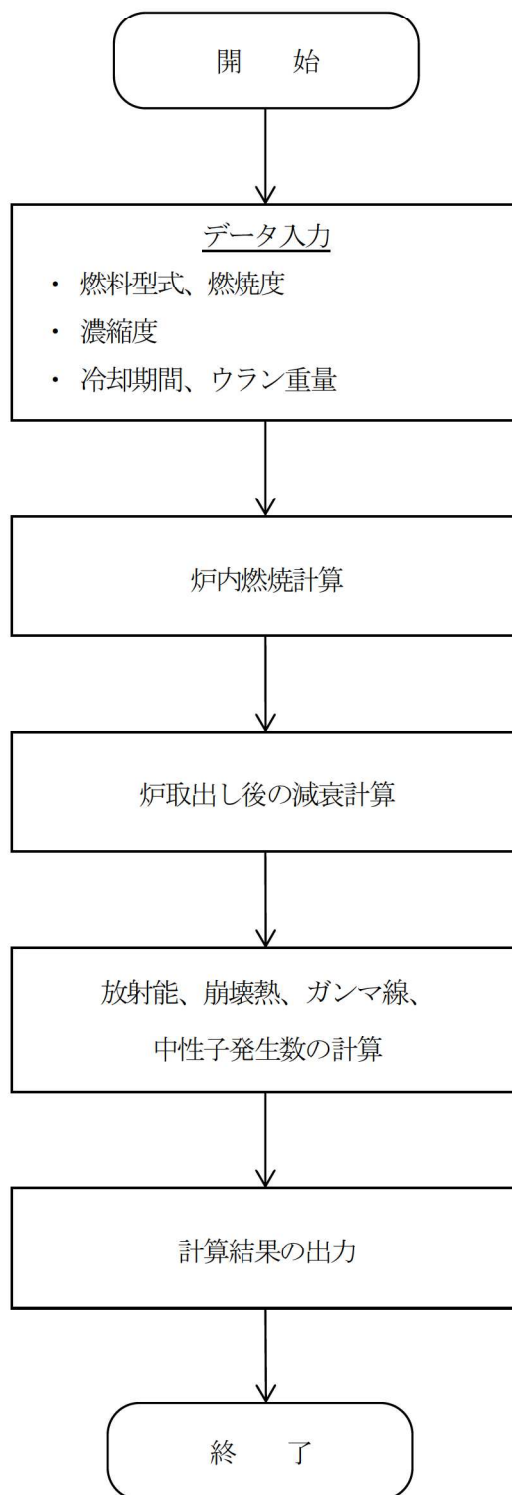 開　　始
データ入力
・ 燃料型式、燃焼度
・ 濃縮度
・ 冷却期間、ウラン重量
炉内燃焼計算
炉取出し後の減衰計算
放射能、崩壊熱、ガンマ線、
中性子発生数の計算
計算結果の出力
終　　了